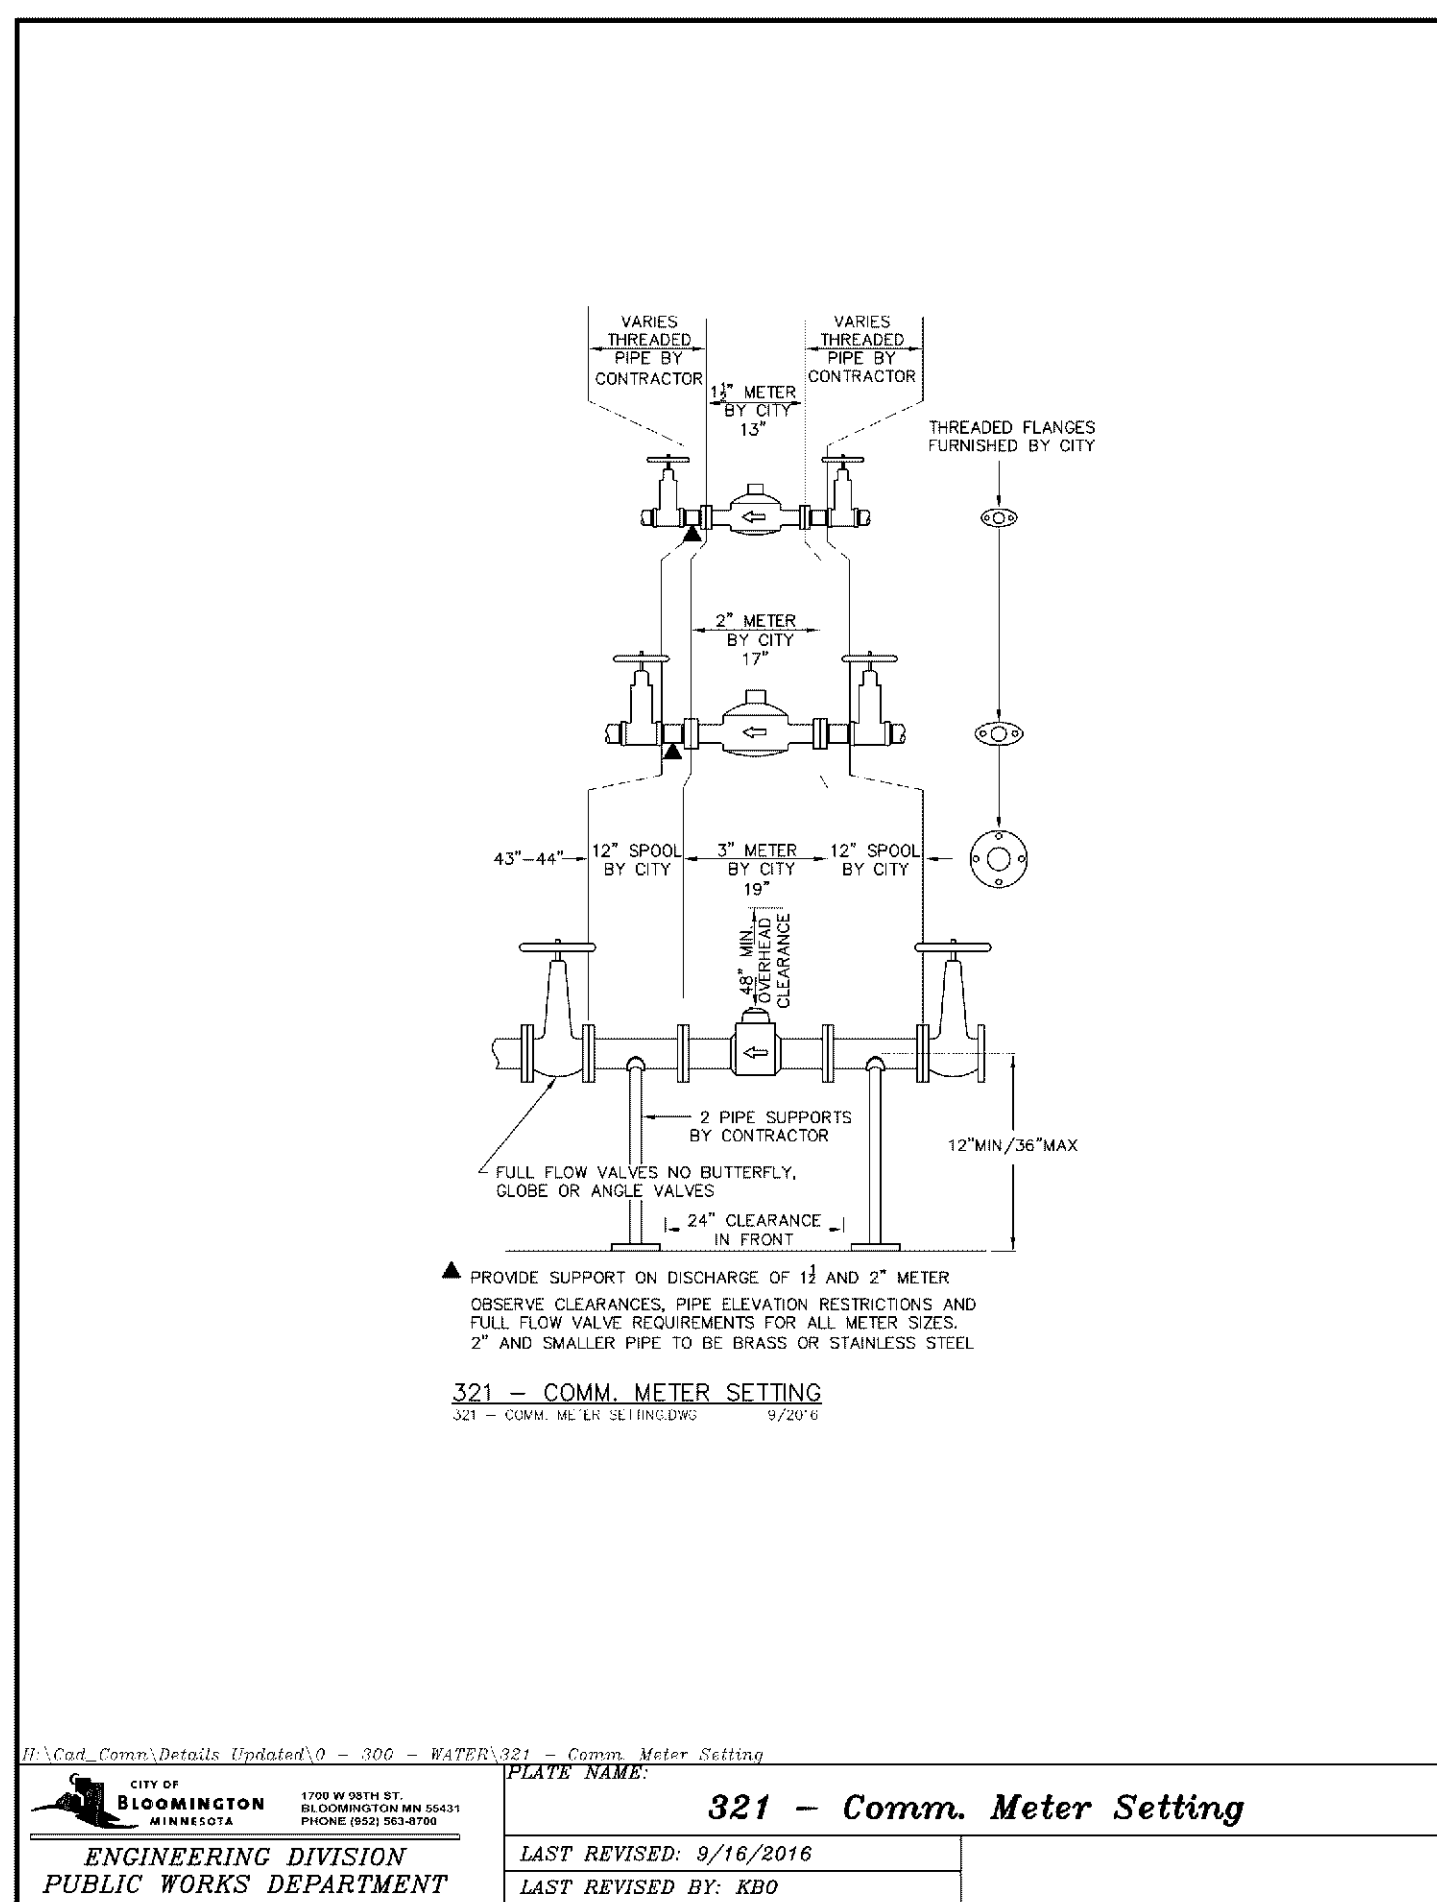 VARIES
THREADED
PIPE BY
CONTRACTOR
VARIES
THREADED
PIPE BY
CONTRACTOR
1½" METER
BY CITY
13"
THREADED FLANGES
FURNISHED BY CITY
2" METER
BY CITY
17"
43"-44"
12" SPOOL
BY CITY
3" METER
BY CITY
19"
12" SPOOL
BY CITY
48" MIN.
OVERHEAD
CLEARANCE
2 PIPE SUPPORTS
BY CONTRACTOR
12"MIN/36"MAX
FULL FLOW VALVES NO BUTTERFLY,
GLOBE OR ANGLE VALVES
24" CLEARANCE
IN FRONT
▲ PROVIDE SUPPORT ON DISCHARGE OF 1½ AND 2" METER
OBSERVE CLEARANCES, PIPE ELEVATION RESTRICTIONS AND
FULL FLOW VALVE REQUIREMENTS FOR ALL METER SIZES.
2" AND SMALLER PIPE TO BE BRASS OR STAINLESS STEEL
321 – COMM. METER SETTING
321 – COMM. METER SETTING.DWG 9/2016
H:\Cad_Comn\Details Updated\0 - 300 - WATER\321 - Comm. Meter Setting
CITY OF
BLOOMINGTON
MINNESOTA
1700 W 98TH ST.
BLOOMINGTON MN 55431
PHONE (952) 563-8700
ENGINEERING DIVISION
PUBLIC WORKS DEPARTMENT
PLATE NAME:
321 - Comm. Meter Setting
LAST REVISED: 9/16/2016
LAST REVISED BY: KBO